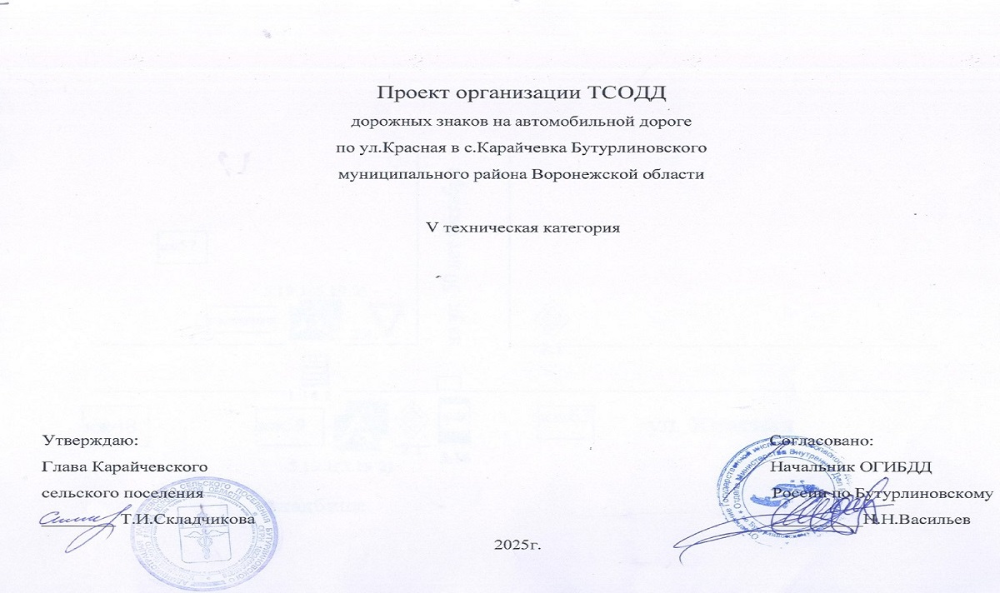 Проект организации ТСОДД
дорожных знаков на автомобильной дороге
по ул.Красная в с.Карайчевка Бутурлиновского
муниципального района Воронежской области
V техническая категория
Утверждаю:
Глава Карайчевского
сельского поселения
Т.И.Складчикова
Согласовано:
Начальник ОГИБДД
России по Бутурлиновскому
Н.Н.Васильев
2025г.